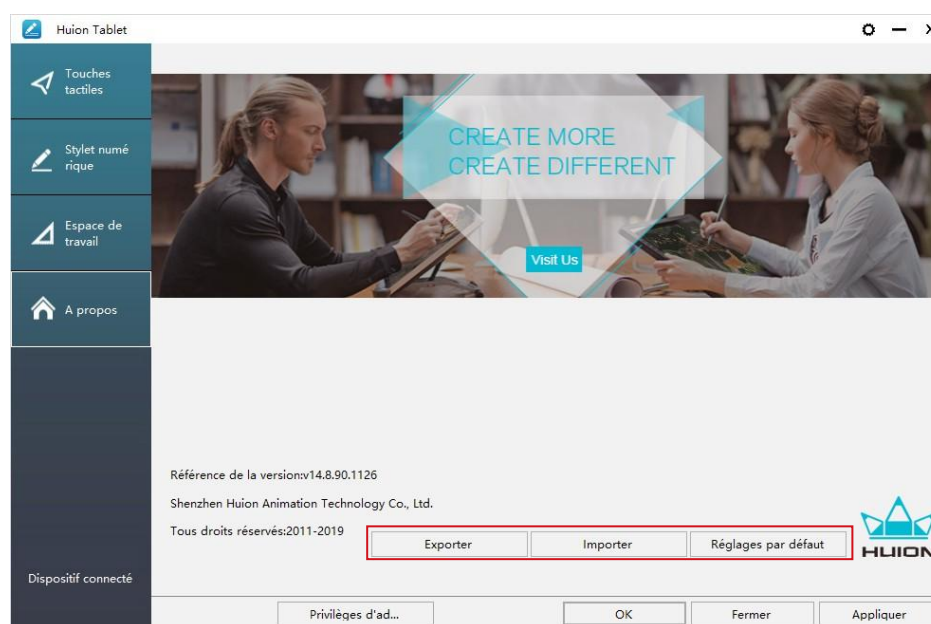 Huion Tablet
Touches
tactiles
Stylet numé
rique
Espace de
travail
A propos
Dispositif connecté
CREATE MORE
CREATE DIFFERENT
Visit Us
Référence de la version:v14.8.90.1126
Shenzhen Huion Animation Technology Co., Ltd.
Tous droits réservés:2011-2019
Exporter
Importer
Réglages par défaut
HUION
Privilèges d'ad...
OK
Fermer
Appliquer